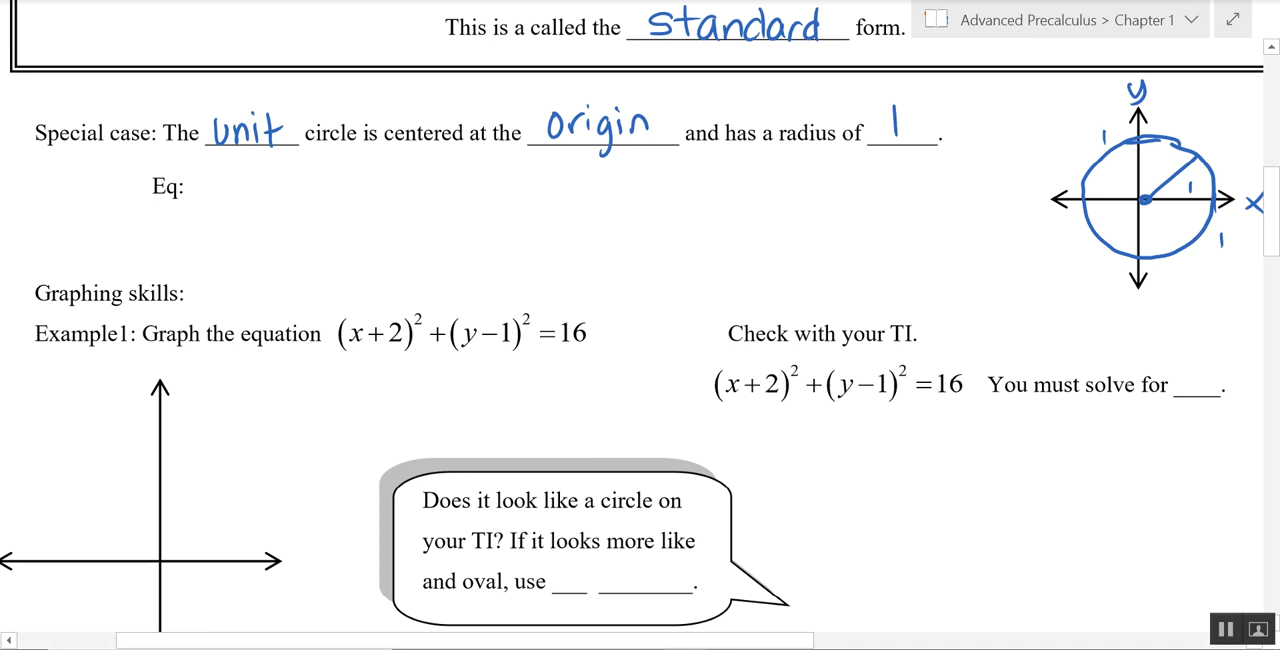 This is a called the standard form.
Advanced Precalculus > Chapter 1
y
Special case: The unit circle is centered at the origin and has a radius of 1.
1
1
x
Eq:
1
Graphing skills:
Example1: Graph the equation (x+2)² + (y−1)² = 16
Check with your TI.
(x+2)² + (y−1)² = 16 You must solve for ____.
Does it look like a circle on
your TI? If it looks more like
and oval, use ___ ________.